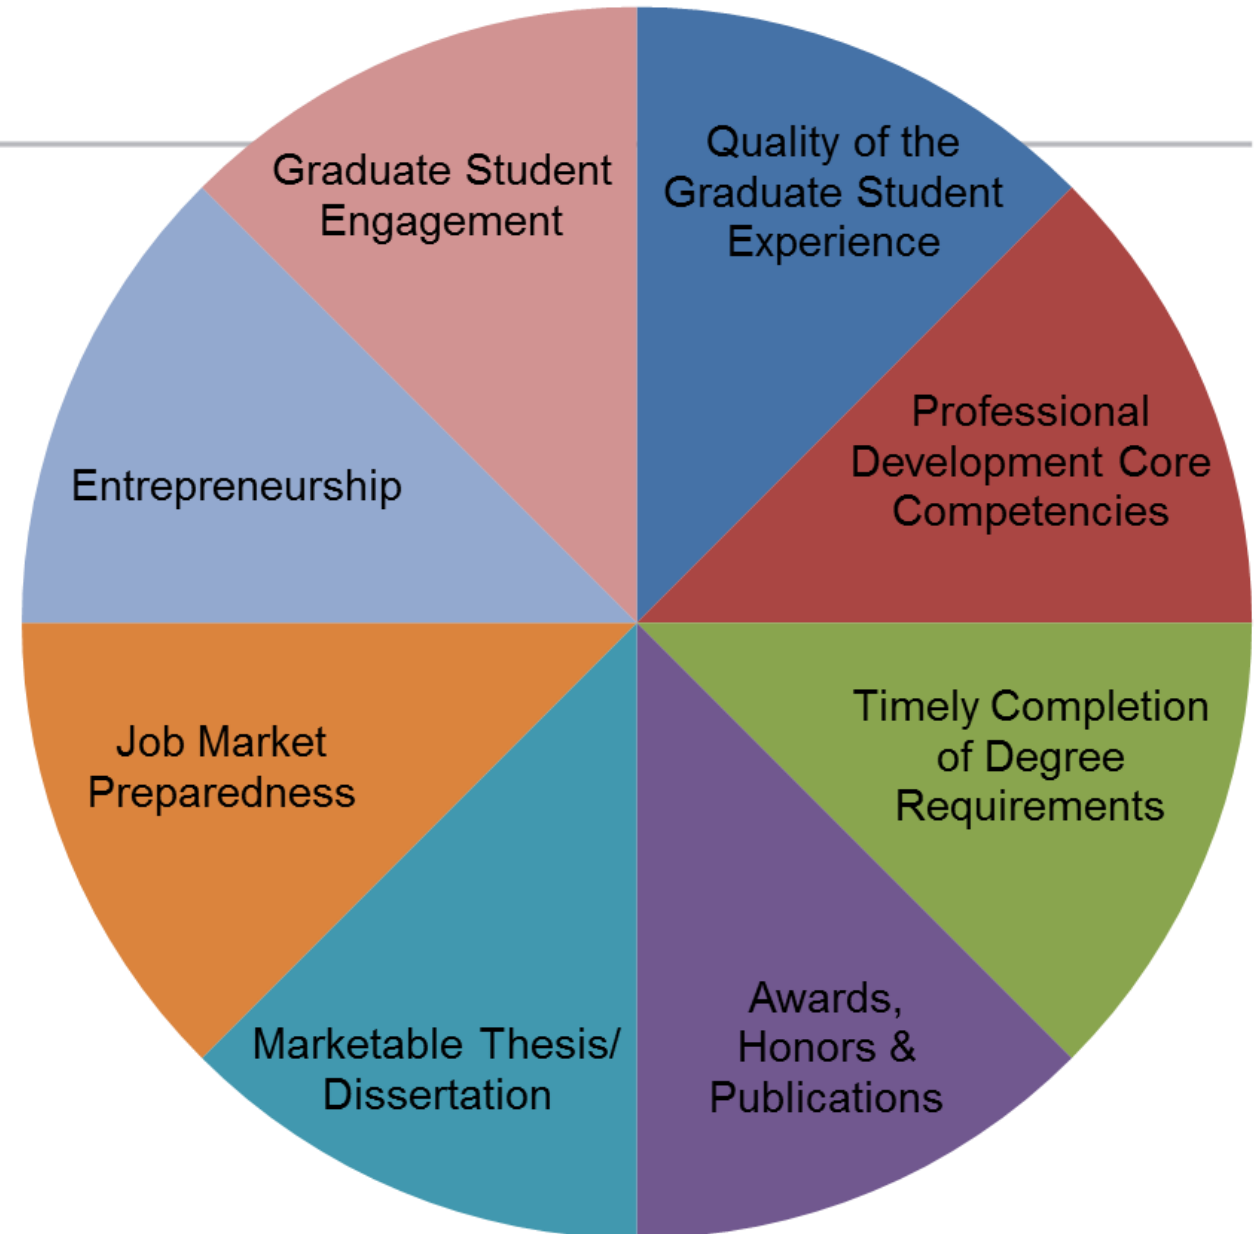 Quality of the
Graduate Student
Experience
Professional
Development Core
Competencies
Timely Completion
of Degree
Requirements
Awards,
Honors &
Publications
Marketable Thesis/
Dissertation
Job Market
Preparedness
Entrepreneurship
Graduate Student
Engagement